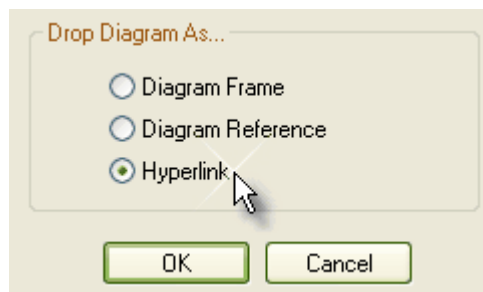 Drop Diagram As...
Diagram Frame
Diagram Reference
Hyperlink
OK Cancel